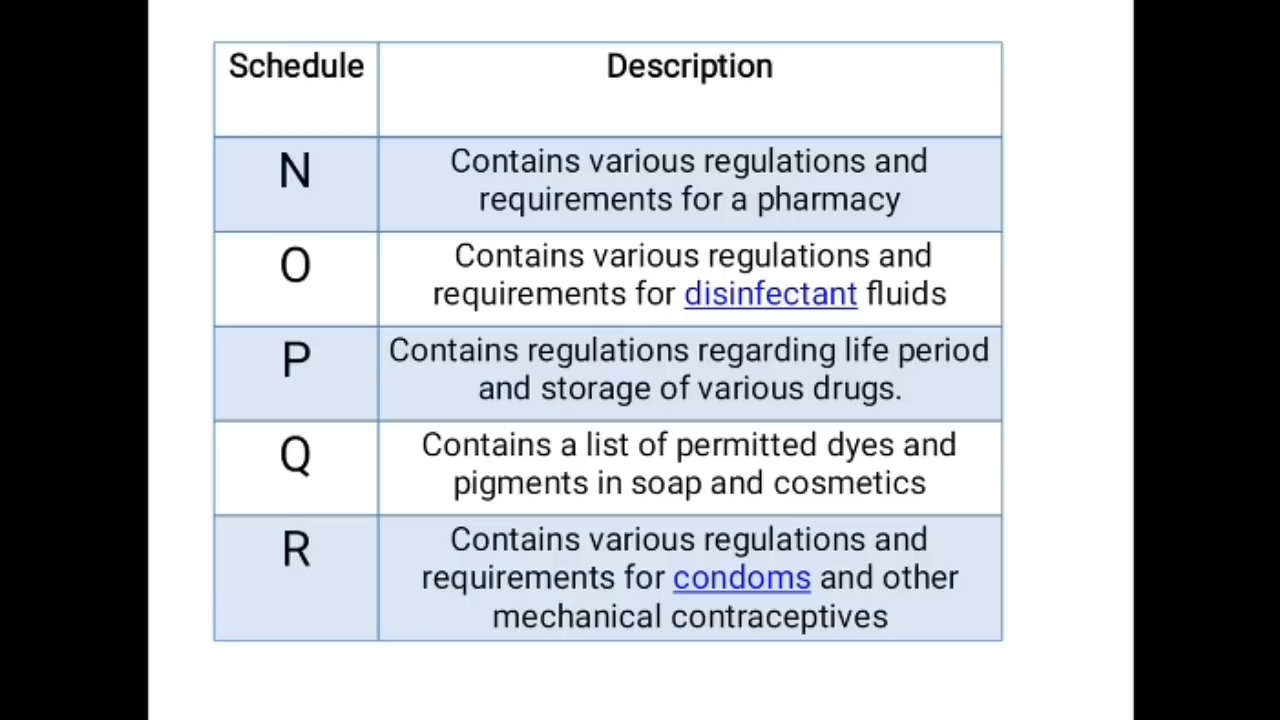 Schedule Description
N Contains various regulations and
requirements for a pharmacy
O Contains various regulations and
requirements for disinfectant fluids
P Contains regulations regarding life period
and storage of various drugs.
Q Contains a list of permitted dyes and
pigments in soap and cosmetics
R Contains various regulations and
requirements for condoms and other
mechanical contraceptives